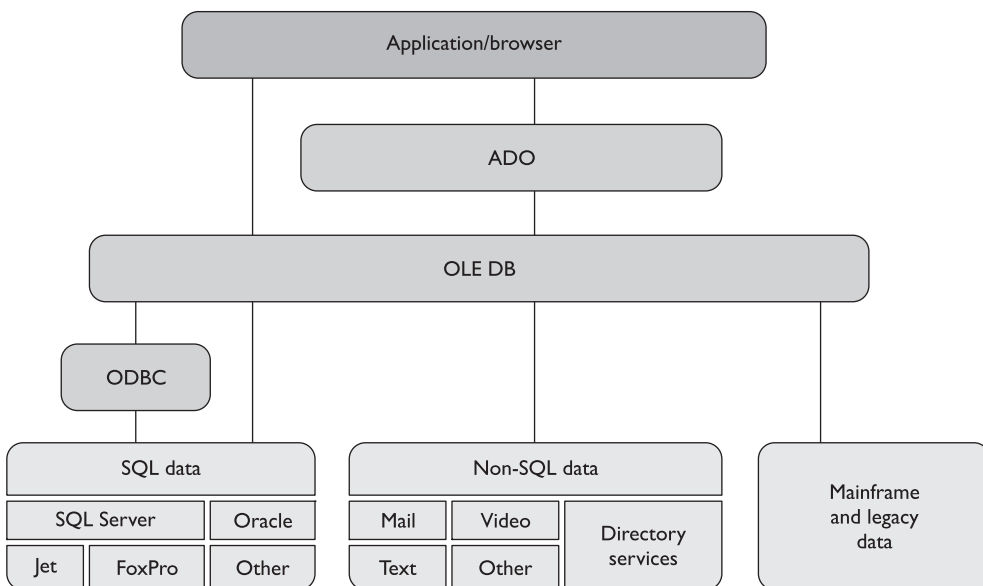 Application/browser
ADO
OLE DB
ODBC
SQL data
SQL Server
Oracle
Jet
FoxPro
Other
Non-SQL data
Mail
Video
Directory
services
Text
Other
Mainframe
and legacy
data